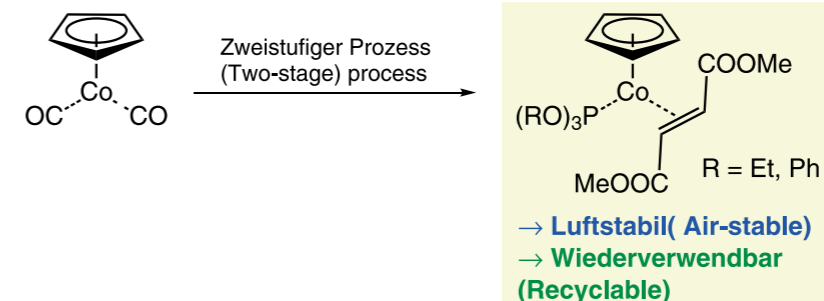 Zweistufiger Prozess
(Two-stage) process
Co
OC
CO
COOMe
Co
(RO)3P
MeOOC
R = Et, Ph
→ Luftstabil( Air-stable)
→ Wiederverwendbar
(Recyclable)